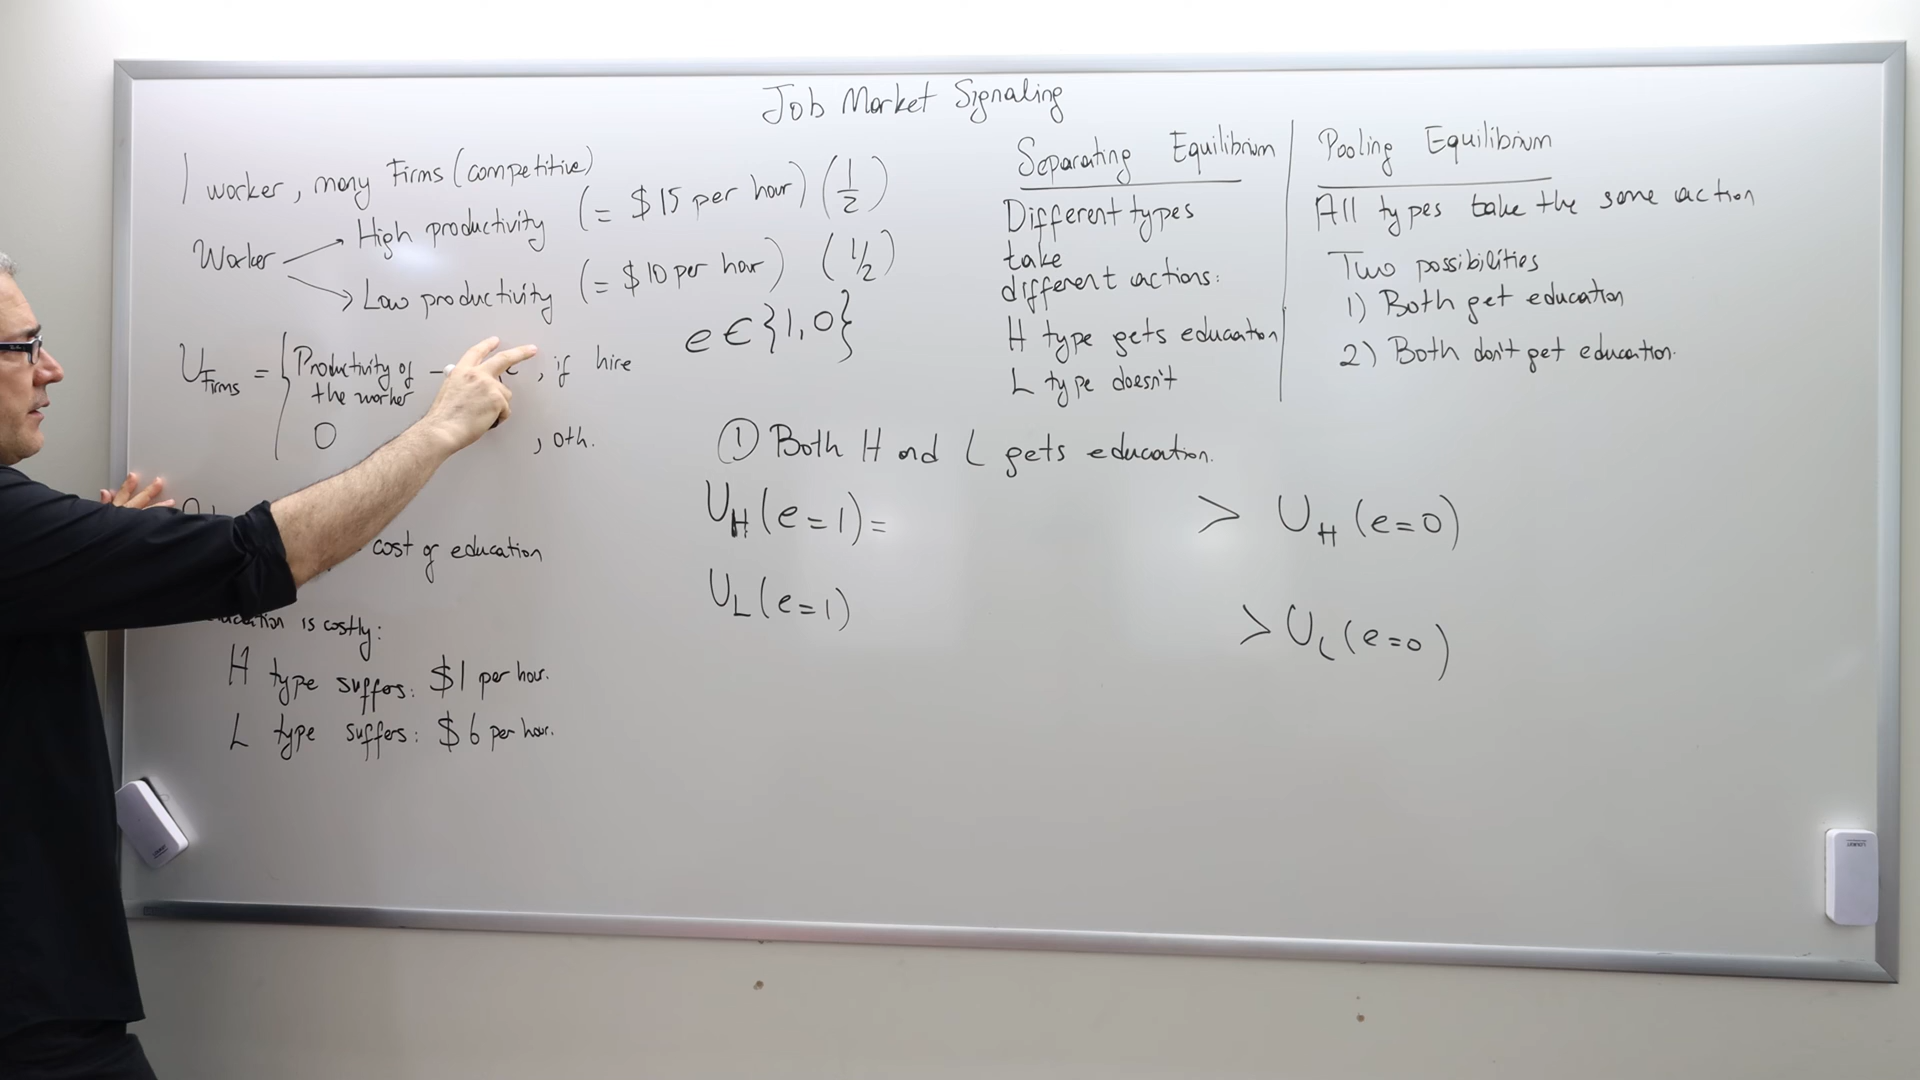 Job Market Signaling
1 worker, many Firms (competitive)
Worker
High productivity (= $15 per hour) (1/2)
Low productivity (= $10 per hour) (1/2)
e ∈ {1,0}
U Firms = { Productivity of the worker - , if hire
0 , oth.
cost of education
is costly:
H type suffers: $1 per hour.
L type suffers: $6 per hour.
Separating Equilibrium
Different types
take
different actions:
H type gets education
L type doesn't
Pooling Equilibrium
All types take the same action
Two possibilities
1) Both get education
2) Both don't get education.
① Both H and L gets education.
U_H (e=1) = > U_H (e=0)
U_L (e=1) > U_L (e=0)